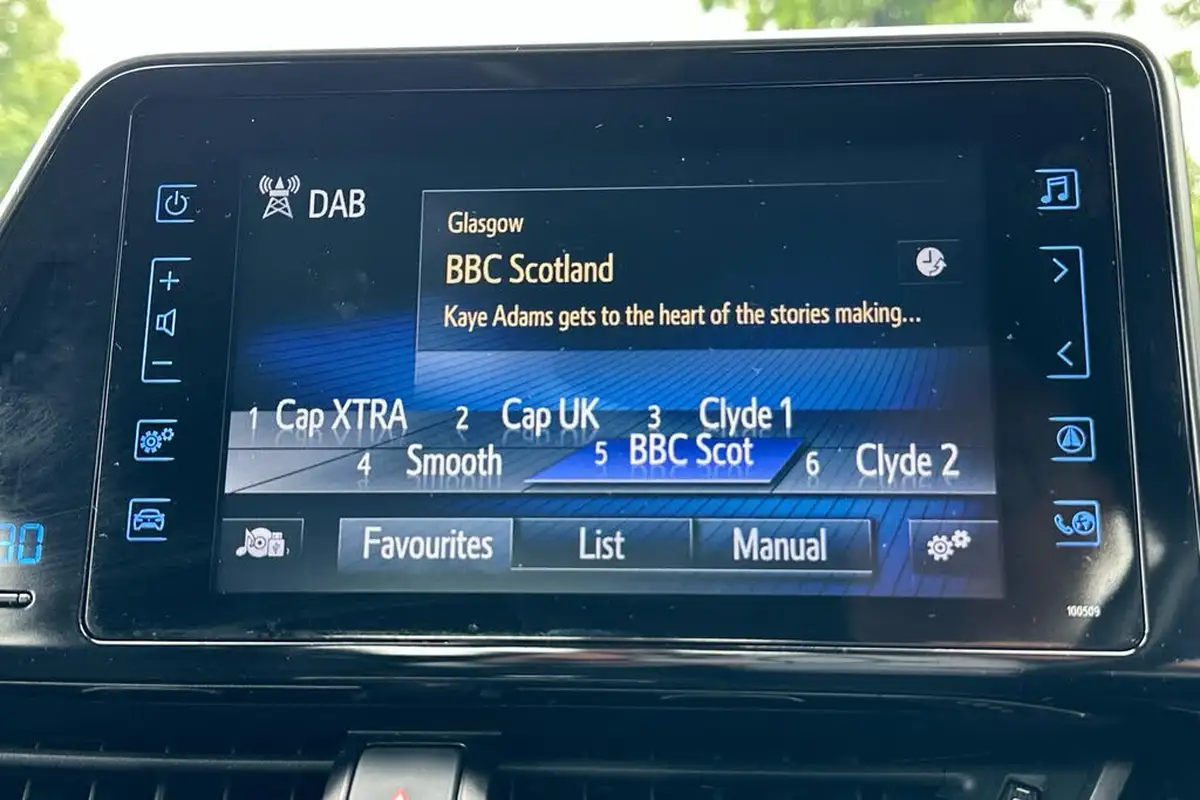 DAB
Glasgow
BBC Scotland
Kaye Adams gets to the heart of the stories making...
1 Cap XTRA 2 Cap UK 3 Clyde 1
4 Smooth 5 BBC Scot 6 Clyde 2
Favourites List Manual
100509